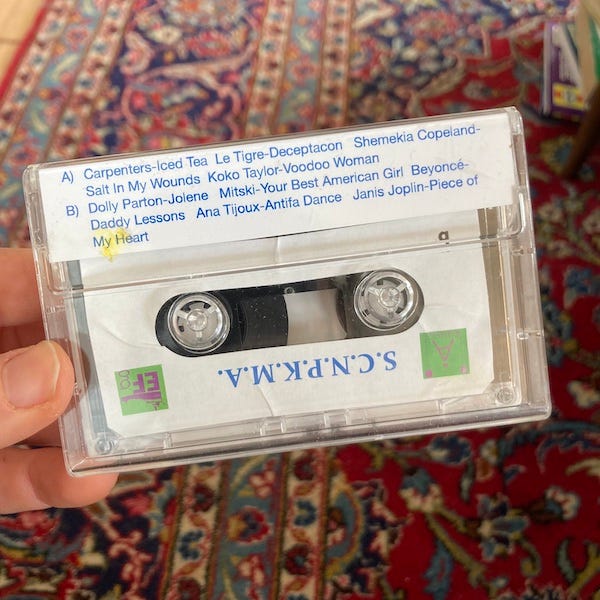 A) Carpenters-Iced Tea Le Tigre-Deceptacon Shemekia Copeland-
Salt In My Wounds Koko Taylor-Voodoo Woman
B) Dolly Parton-Jolene Mitski-Your Best American Girl Beyoncé-
Daddy Lessons Ana Tijoux-Antifa Dance Janis Joplin-Piece of
My Heart
S.C.N.P.K.M.A.
A